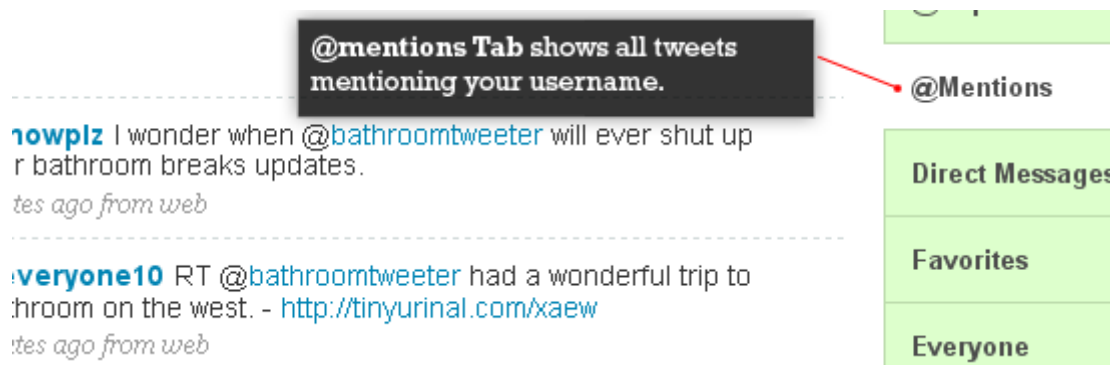 @mentions Tab shows all tweets
mentioning your username.
@Mentions
I wonder when @bathroomtweeter will ever shut up
bathroom breaks updates.
ago from web
Direct Messages
RT @bathroomtweeter had a wonderful trip to
on the west. - http://tinyurinal.com/xaew
ago from web
Favorites
Everyone